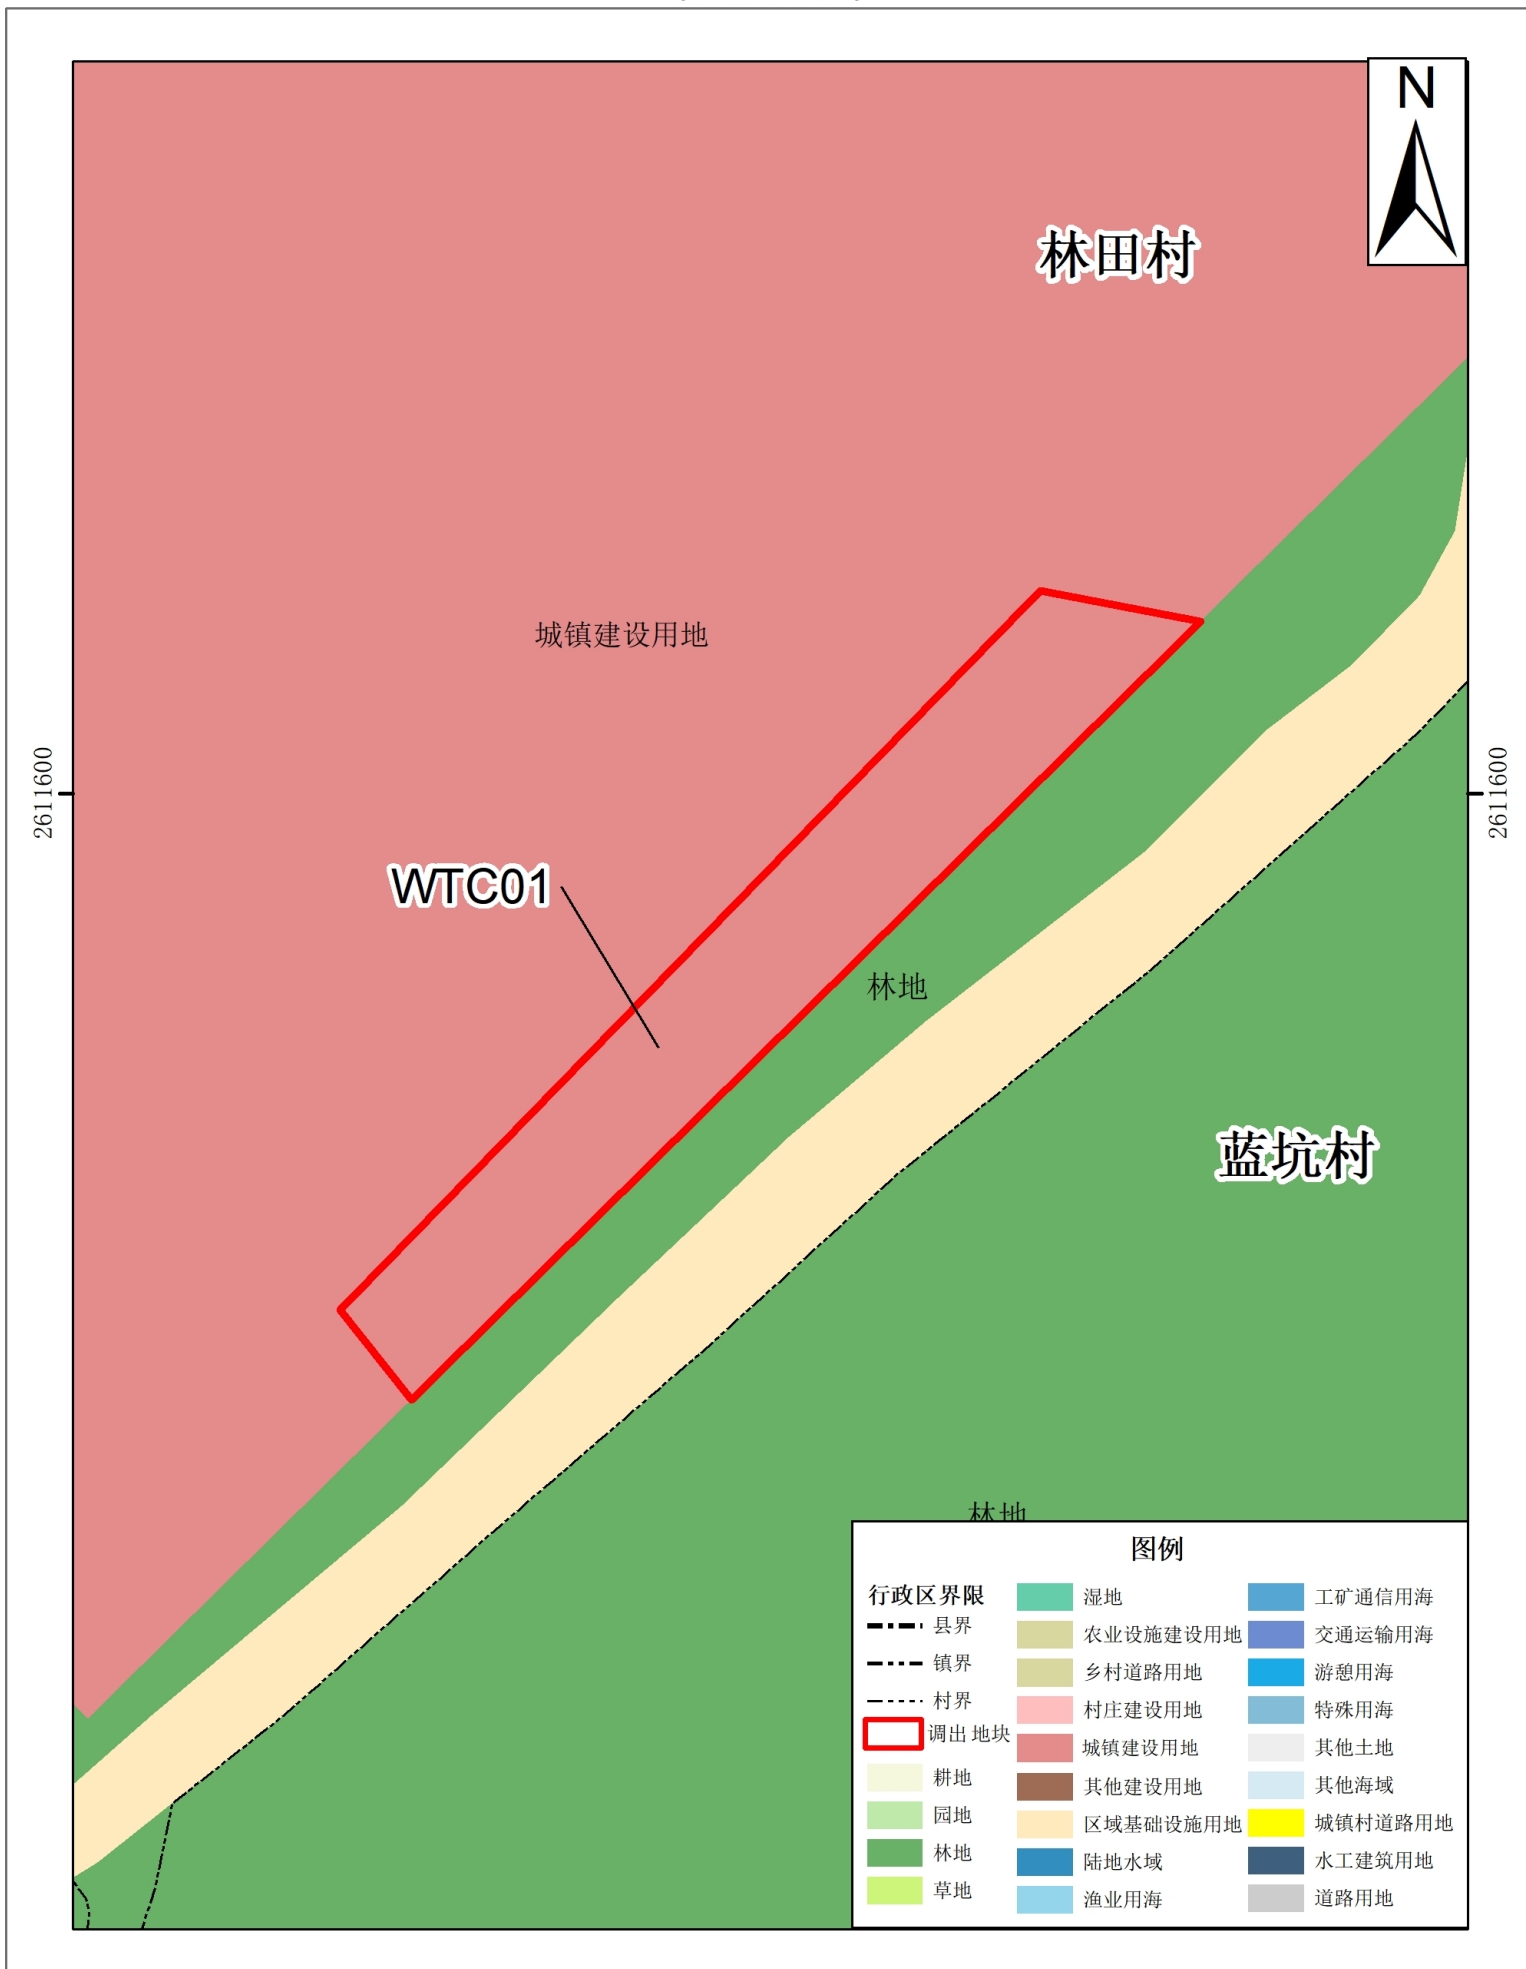 N
林田村
城镇建设用地
2611600
2611600
WTC01
林地
蓝坑村
林地
图例
行政区界限
县界
镇界
村界
调出地块
耕地
园地
林地
草地
湿地
农业设施建设用地
乡村道路用地
村庄建设用地
城镇建设用地
其他建设用地
区域基础设施用地
陆地水域
渔业用海
工矿通信用海
交通运输用海
游憩用海
特殊用海
其他土地
其他海域
城镇村道路用地
水工建筑用地
道路用地